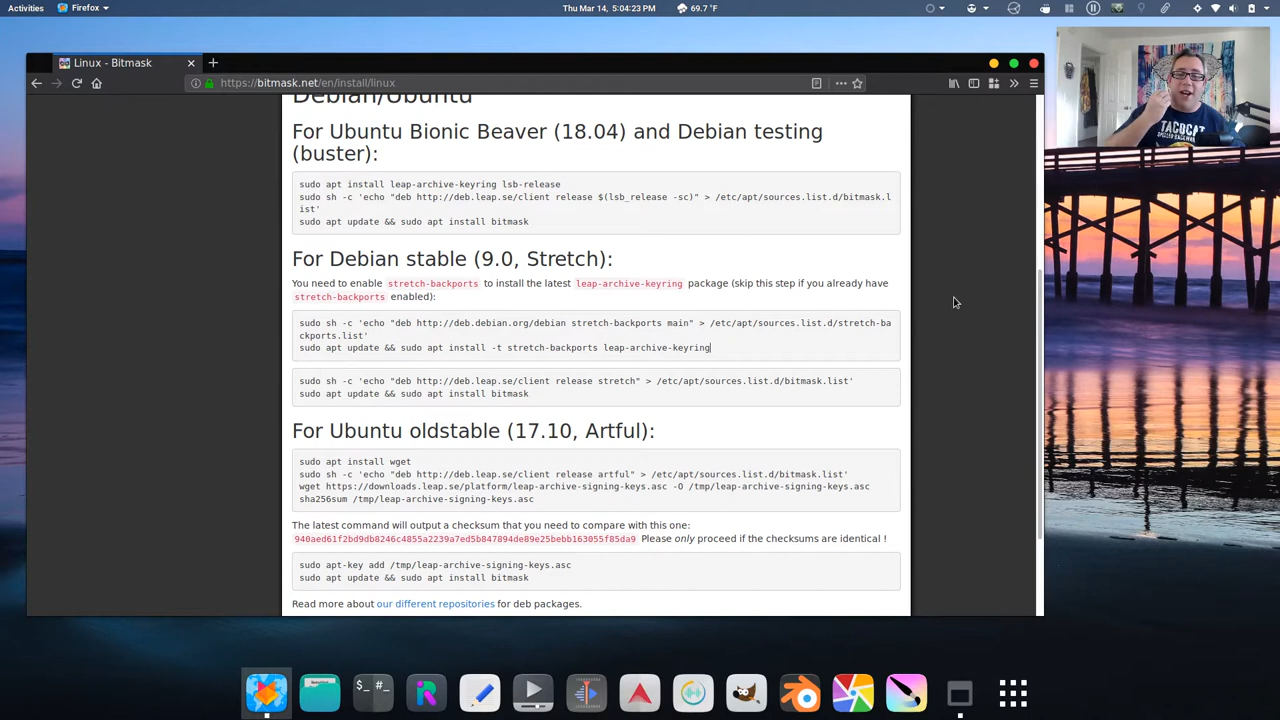 Activities
Firefox
Thu Mar 14, 5:04:23 PM
69.7 °F
Linux - Bitmask
https://bitmask.net/en/install/linux
Debian/Ubuntu
For Ubuntu Bionic Beaver (18.04) and Debian testing
(buster):
sudo apt install leap-archive-keyring lsb-release
sudo sh -c 'echo "deb http://deb.leap.se/client release $(lsb_release -sc)" > /etc/apt/sources.list.d/bitmask.l
ist'
sudo apt update && sudo apt install bitmask
For Debian stable (9.0, Stretch):
You need to enable stretch-backports to install the latest leap-archive-keyring package (skip this step if you already have
stretch-backports enabled):
sudo sh -c 'echo "deb http://deb.debian.org/debian stretch-backports main" > /etc/apt/sources.list.d/stretch-ba
ckports.list'
sudo apt update && sudo apt install -t stretch-backports leap-archive-keyring
sudo sh -c 'echo "deb http://deb.leap.se/client release stretch" > /etc/apt/sources.list.d/bitmask.list'
sudo apt update && sudo apt install bitmask
For Ubuntu oldstable (17.10, Artful):
sudo apt install wget
sudo sh -c 'echo "deb http://deb.leap.se/client release artful" > /etc/apt/sources.list.d/bitmask.list'
wget https://downloads.leap.se/platform/leap-archive-signing-keys.asc -O /tmp/leap-archive-signing-keys.asc
sha256sum /tmp/leap-archive-signing-keys.asc
The latest command will output a checksum that you need to compare with this one:
940aed61f2bd9db8246c4855a2239a7ed5b847894de89e25bebb163055f85da9 Please only proceed if the checksums are identical !
sudo apt-key add /tmp/leap-archive-signing-keys.asc
sudo apt update && sudo apt install bitmask
Read more about our different repositories for deb packages.
TACOCAT
$_ #_